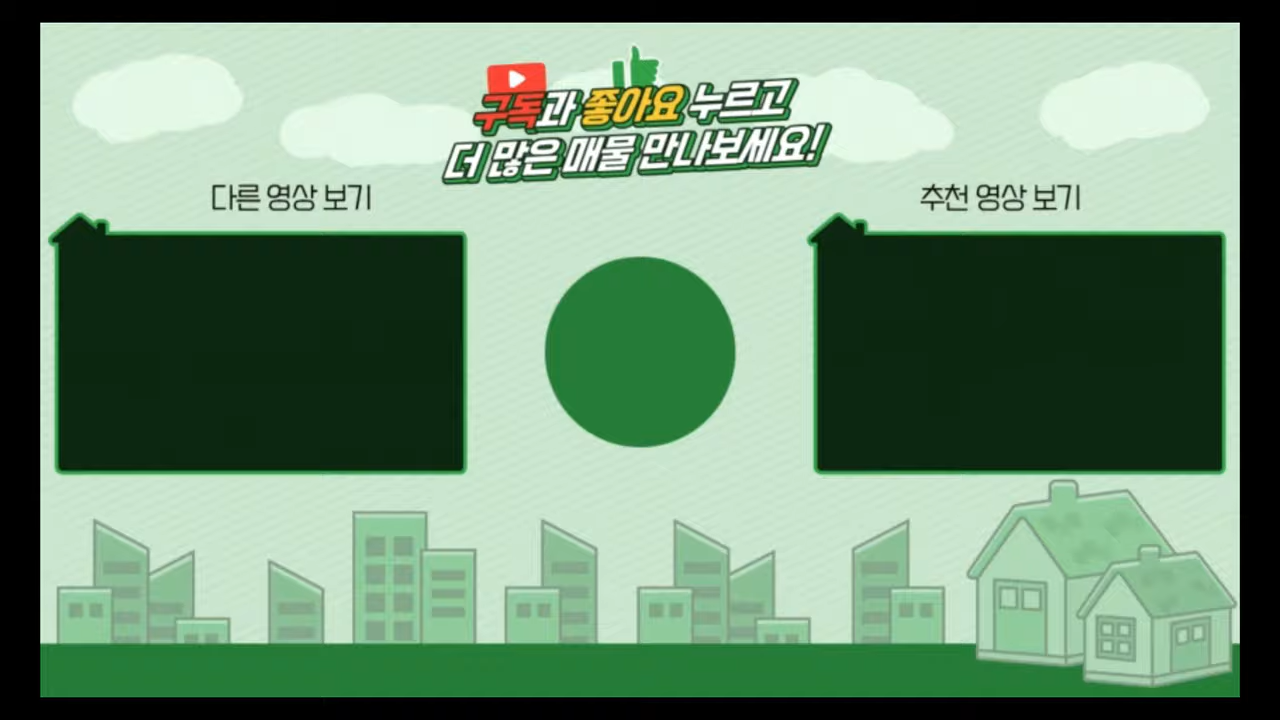 구독과 좋아요 누르고
더 많은 매물 만나보세요!
다른 영상 보기
추천 영상 보기